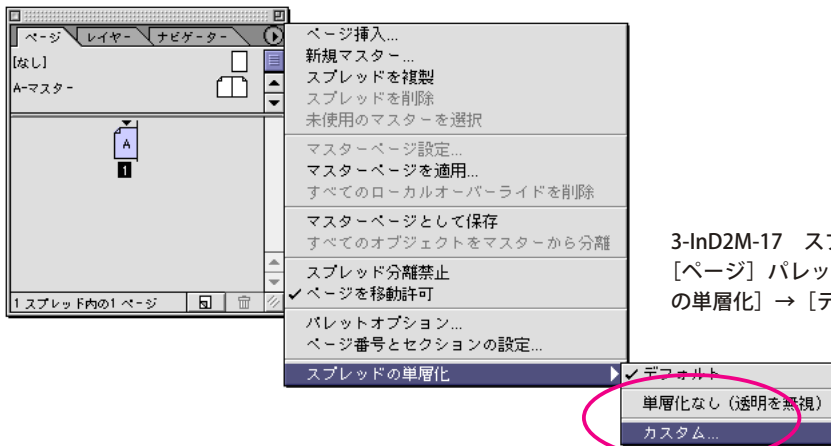 ページ
レイヤー
ナビゲーター
[なし]
A-マスター
A
1
1 スプレッド内の1 ページ
ページ挿入...
新規マスター...
スプレッドを複製
スプレッドを削除
未使用のマスターを選択
マスターページ設定...
マスターページを適用...
すべてのローカルオーバーライドを削除
マスターページとして保存
すべてのオブジェクトをマスターから分離
スプレッド分離禁止
✓ページを移動許可
パレットオプション...
ページ番号とセクションの設定...
スプレッドの単層化
✓デフォルト
単層化なし（透明を無視）
カスタム...
3-InD2M-17　ス
［ページ］パレッ
の単層化］→［デ